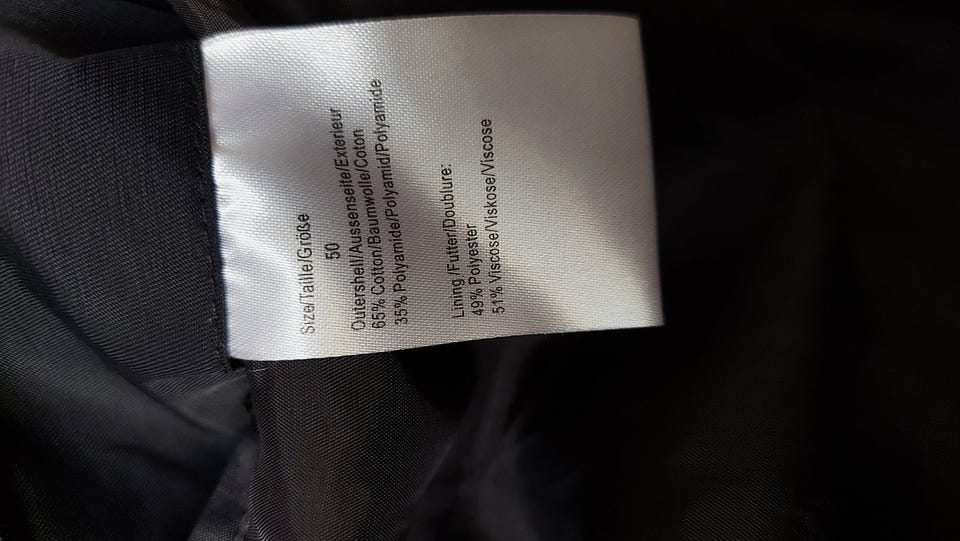 Size/Taille/Größe
50
Outershell/Aussenseite/Exterieur
65% Cotton/Baumwolle/Coton
35% Polyamide/Polyamid/Polyamide
Lining /Futter/Doublure:
49% Polyester
51% Viscose/Viskose/Viscose